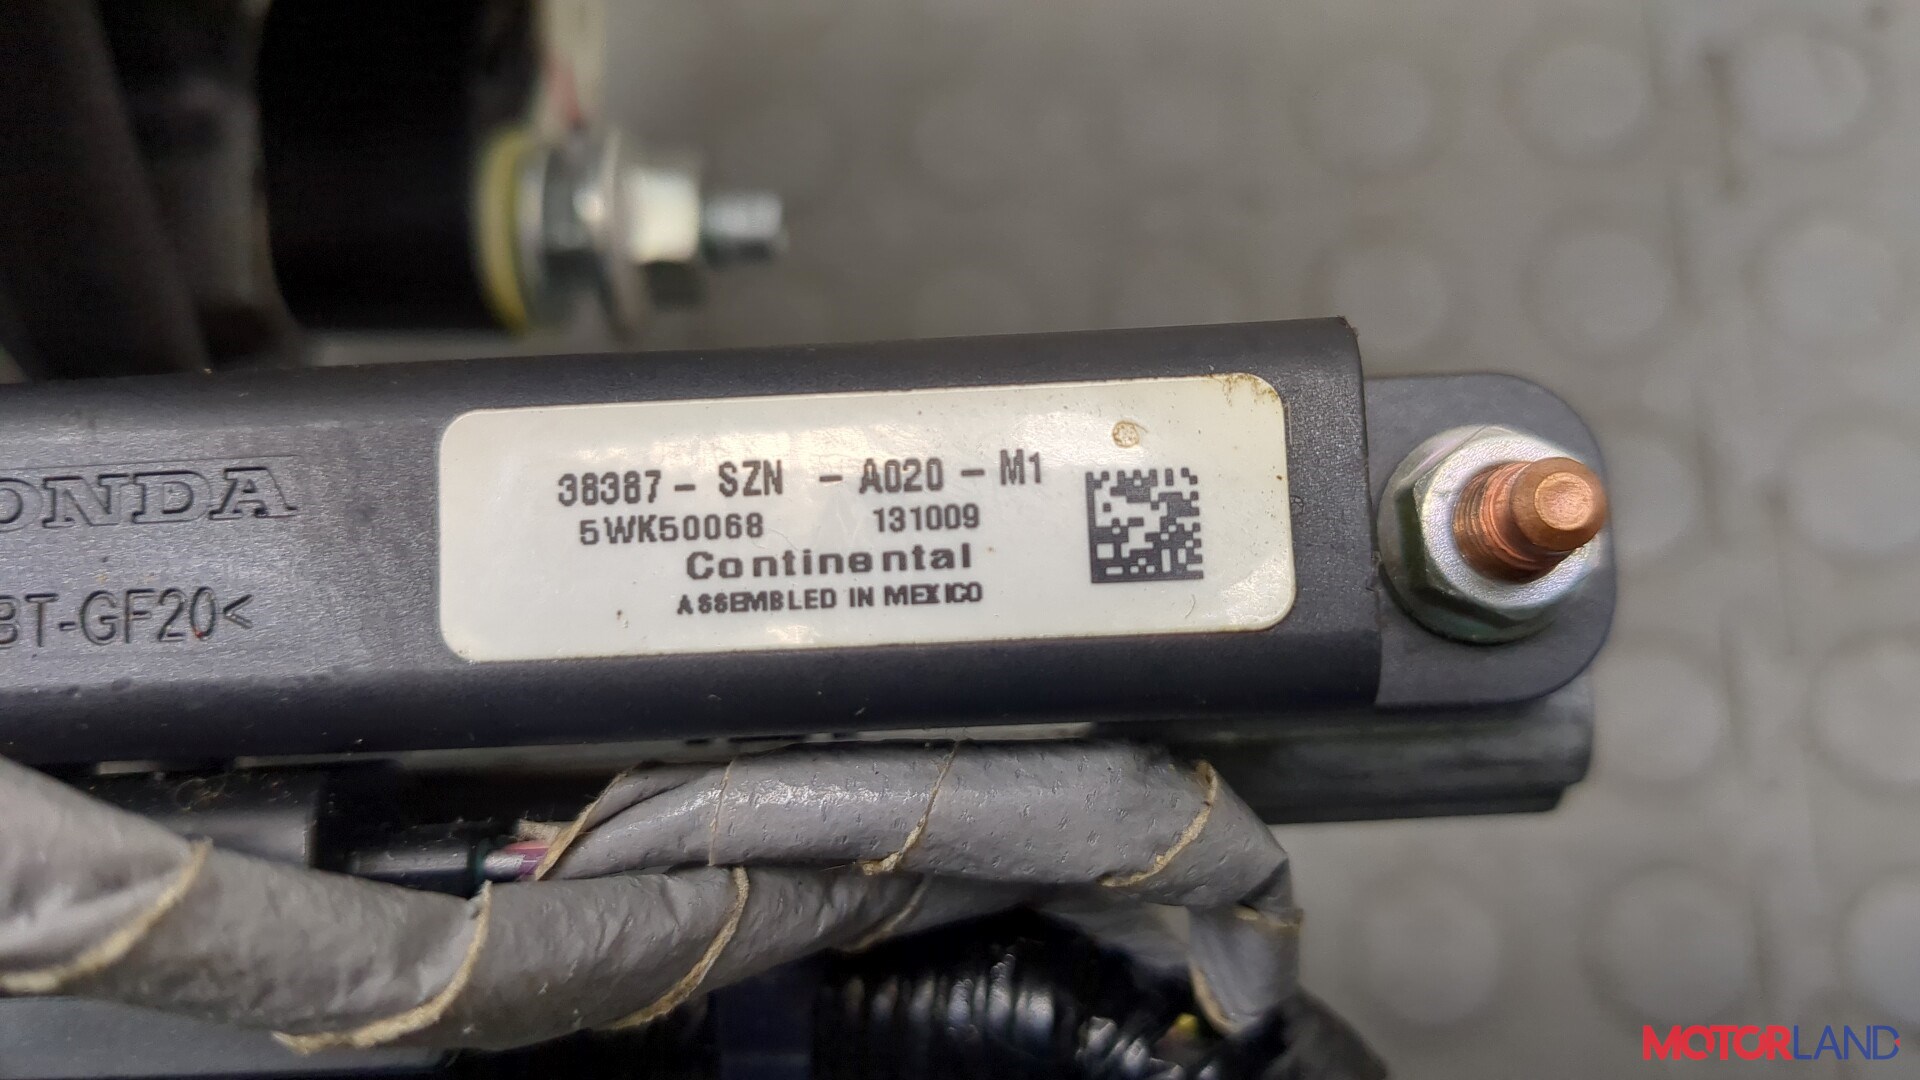 ONDA
BT-GF20<
38387 - SZN - A020 - M1
5WK50068 131009
Continental
ASSEMBLED IN MEXICO
MOTORLAND